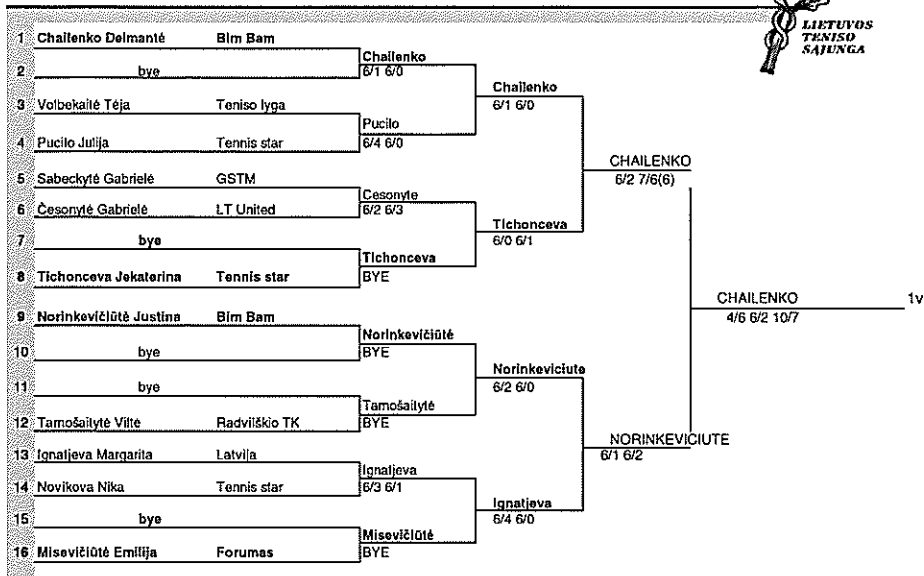 LIETUVOS
TENISO
SĄJUNGA
1 Chailenko Deimantė Bim Bam
2 bye
3 Volbekaitė Tėja Teniso lyga
4 Pucilo Julija Tennis star
5 Sabeckytė Gabrielė GSTM
6 Česonytė Gabrielė LT United
7 bye
8 Tichonceva Jekaterina Tennis star
9 Norinkevičiūtė Justina Bim Bam
10 bye
11 bye
12 Tamošaitytė Viltė Radviliškio TK
13 Ignatjeva Margarita Latvija
14 Novikova Nika Tennis star
15 bye
16 Misevičiūtė Emilija Forumas
Chailenko
6/1 6/0
Pucilo
6/4 6/0
Cesonyte
6/2 6/3
Tichonceva
BYE
Norinkevičiūtė
BYE
Tamošaitytė
BYE
Ignatjeva
6/3 6/1
Misevičiūtė
BYE
Chailenko
6/1 6/0
Tichonceva
6/0 6/1
Norinkeviciute
6/2 6/0
Ignatjeva
6/4 6/0
CHAILENKO
6/2 7/6(6)
NORINKEVICIUTE
6/1 6/2
CHAILENKO
4/6 6/2 10/7
1v